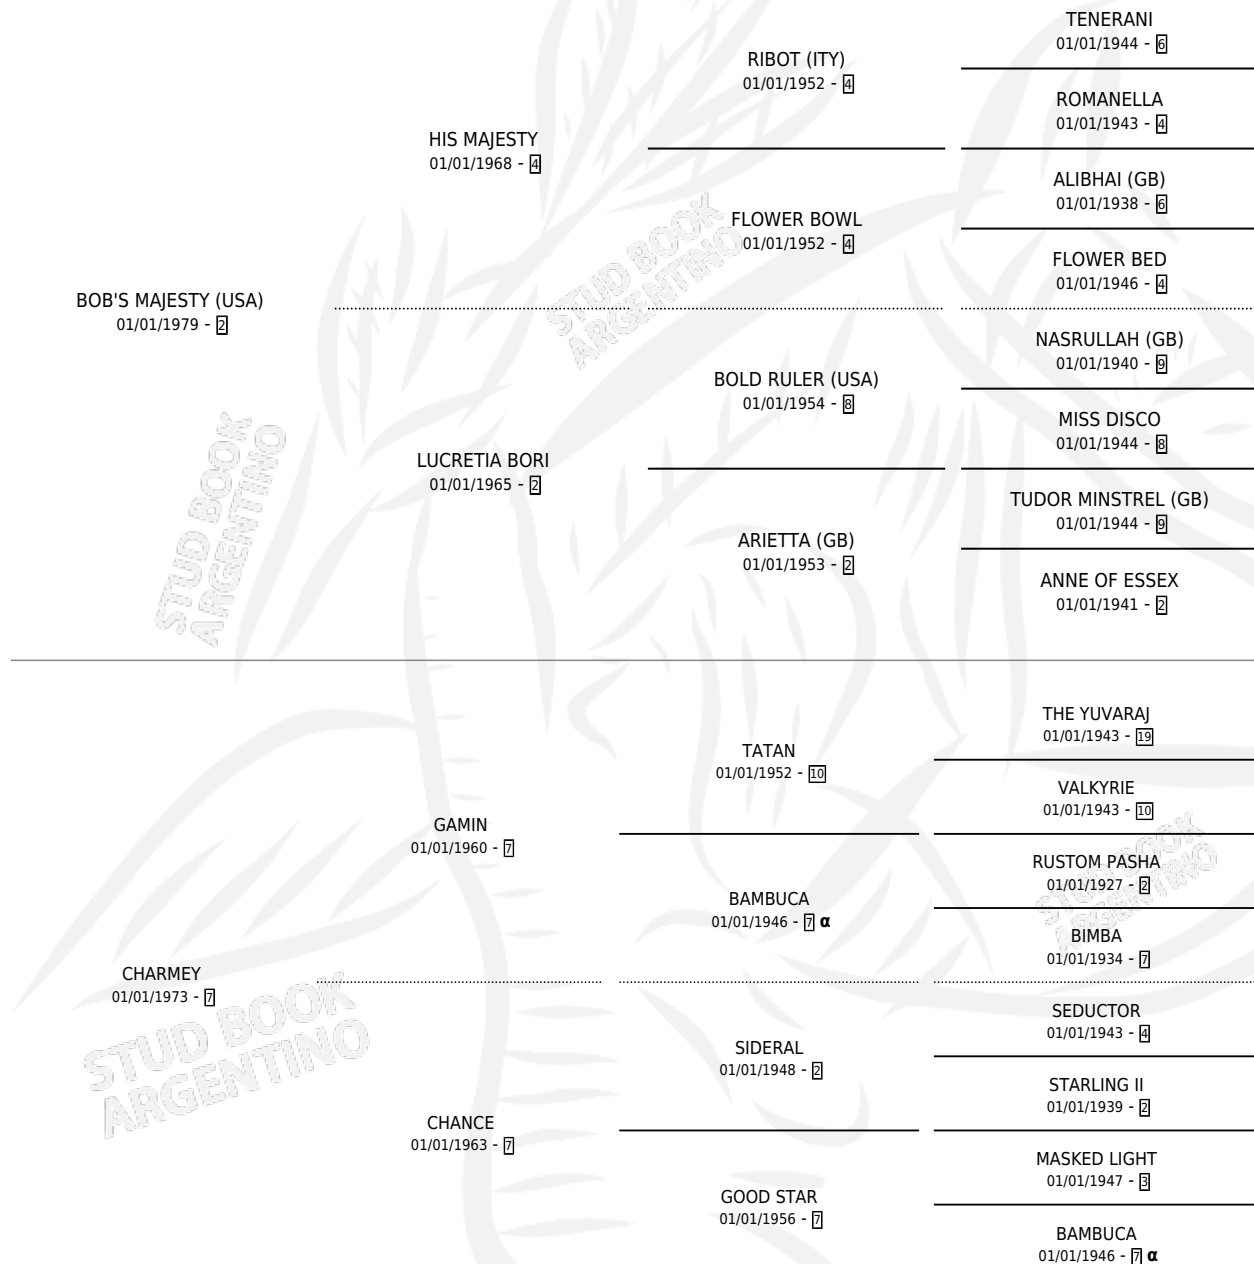 TENERANI
01/01/1944 - 6
RIBOT (ITY)
01/01/1952 - 4
ROMANELLA
01/01/1943 - 4
HIS MAJESTY
01/01/1968 - 4
ALIBHAI (GB)
01/01/1938 - 6
FLOWER BOWL
01/01/1952 - 4
FLOWER BED
01/01/1946 - 4
BOB'S MAJESTY (USA)
01/01/1979 - 2
NASRULLAH (GB)
01/01/1940 - 9
BOLD RULER (USA)
01/01/1954 - 8
MISS DISCO
01/01/1944 - 8
LUCRETIA BORI
01/01/1965 - 2
TUDOR MINSTREL (GB)
01/01/1944 - 9
ARIETTA (GB)
01/01/1953 - 2
ANNE OF ESSEX
01/01/1941 - 2
THE YUVARAJ
01/01/1943 - 19
TATAN
01/01/1952 - 10
VALKYRIE
01/01/1943 - 10
GAMIN
01/01/1960 - 7
RUSTOM PASHA
01/01/1927 - 2
BAMBUCA
01/01/1946 - 7 α
BIMBA
01/01/1934 - 7
CHARMEY
01/01/1973 - 7
SEDUCTOR
01/01/1943 - 4
SIDERAL
01/01/1948 - 2
STARLING II
01/01/1939 - 2
CHANCE
01/01/1963 - 7
MASKED LIGHT
01/01/1947 - 3
GOOD STAR
01/01/1956 - 7
BAMBUCA
01/01/1946 - 7 α
STUD BOOK
ARGENTINO
STUD BOOK
ARGENTINO
STUD BOOK
ARGENTINO
STUD BOOK
ARGENTINO